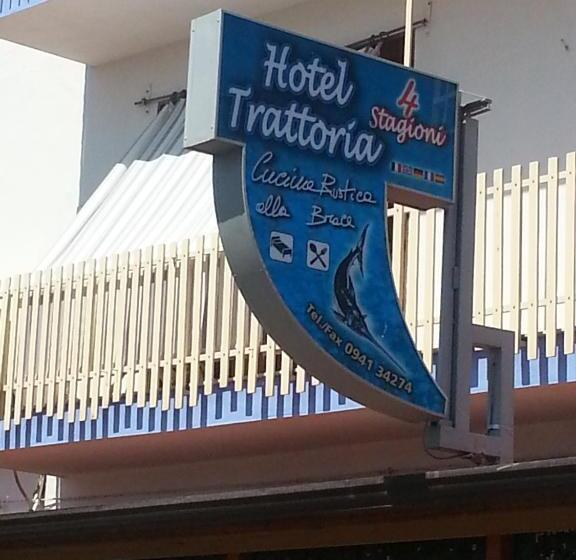 Hotel
Trattoria
4
Stagioni
Cucina Rustica
alla Brace
Tel./Fax 0941 34274